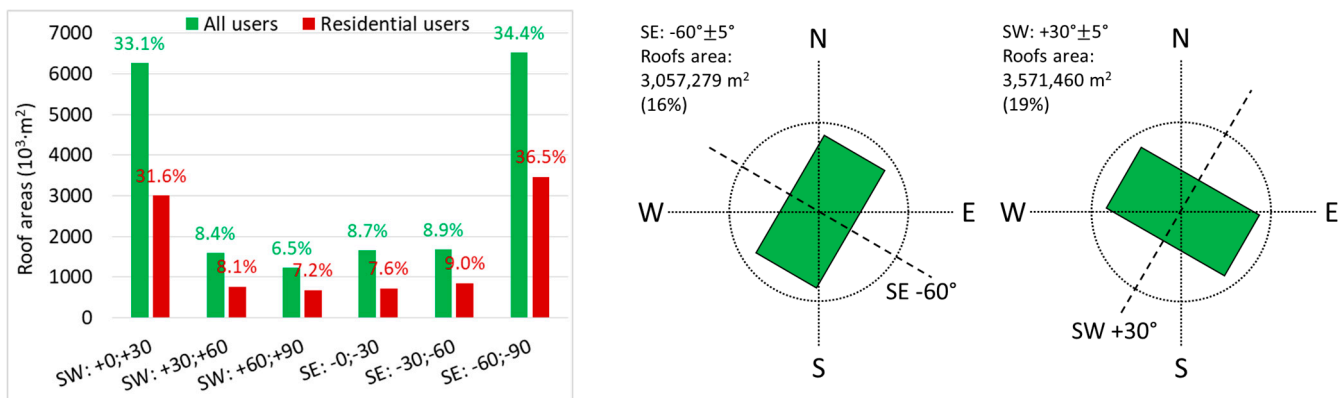 All users
Residential users
Roof areas (10³·m²)
7000
6000
5000
4000
3000
2000
1000
0
33.1%
31.6%
8.4%
8.1%
6.5%
7.2%
8.7%
7.6%
8.9%
9.0%
34.4%
36.5%
SW: +0;+30
SW: +30;+60
SW: +60;+90
SE: -0;-30
SE: -30;-60
SE: -60;-90
SE: -60°±5°
Roofs area:
3,057,279 m²
(16%)
N
W
E
S
SE -60°
SW: +30°±5°
Roofs area:
3,571,460 m²
(19%)
N
W
E
S
SW +30°